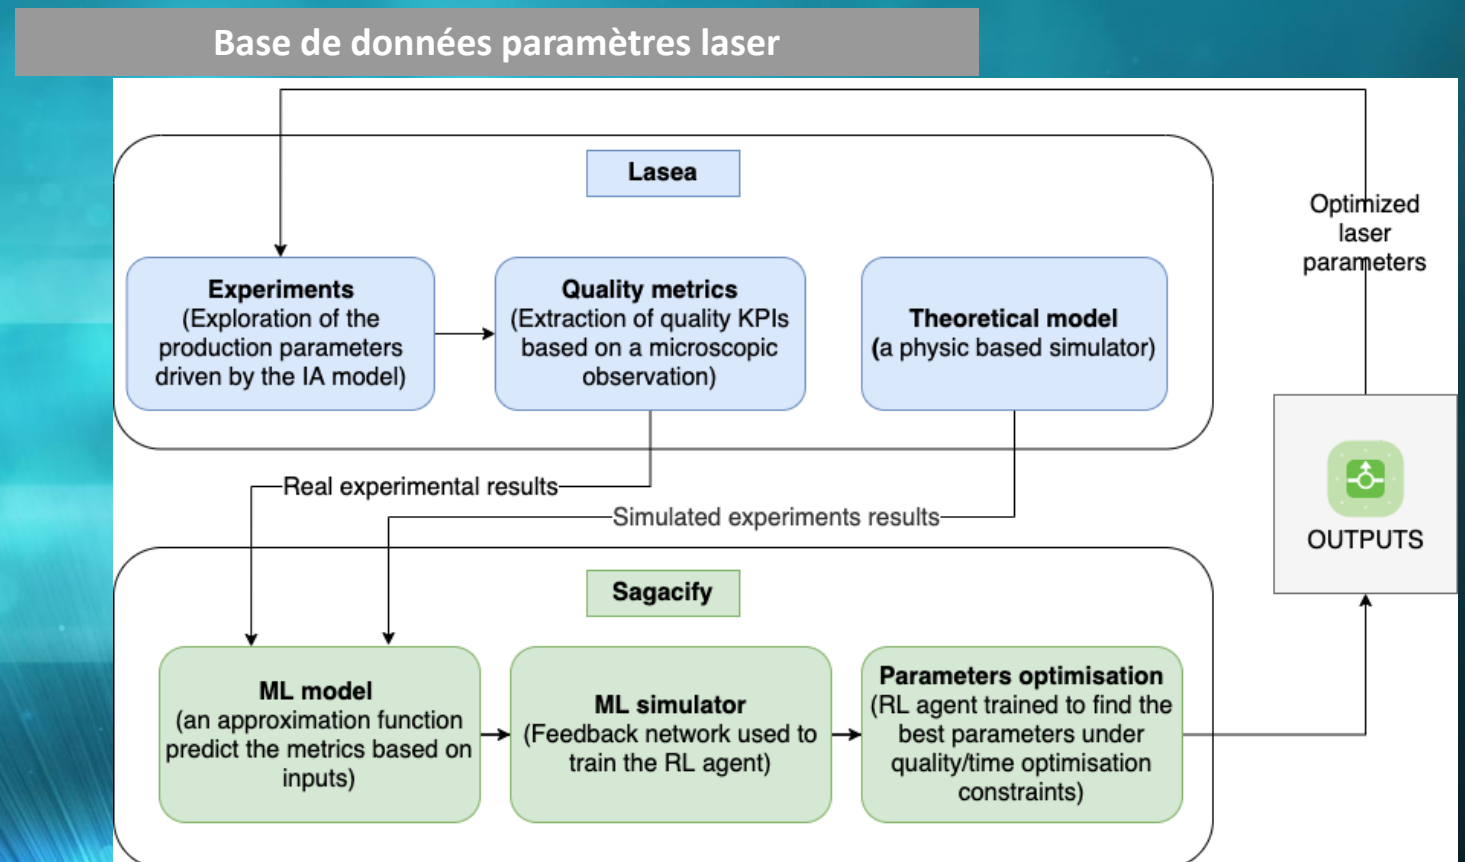 Base de données paramètres laser
Lasea
Experiments
(Exploration of the
production parameters
driven by the IA model)
Quality metrics
(Extraction of quality KPIs
based on a microscopic
observation)
Theoretical model
(a physic based simulator)
Optimized
laser
parameters
Real experimental results
Simulated experiments results
OUTPUTS
Sagacify
ML model
(an approximation function
predict the metrics based on
inputs)
ML simulator
(Feedback network used to
train the RL agent)
Parameters optimisation
(RL agent trained to find the
best parameters under
quality/time optimisation
constraints)